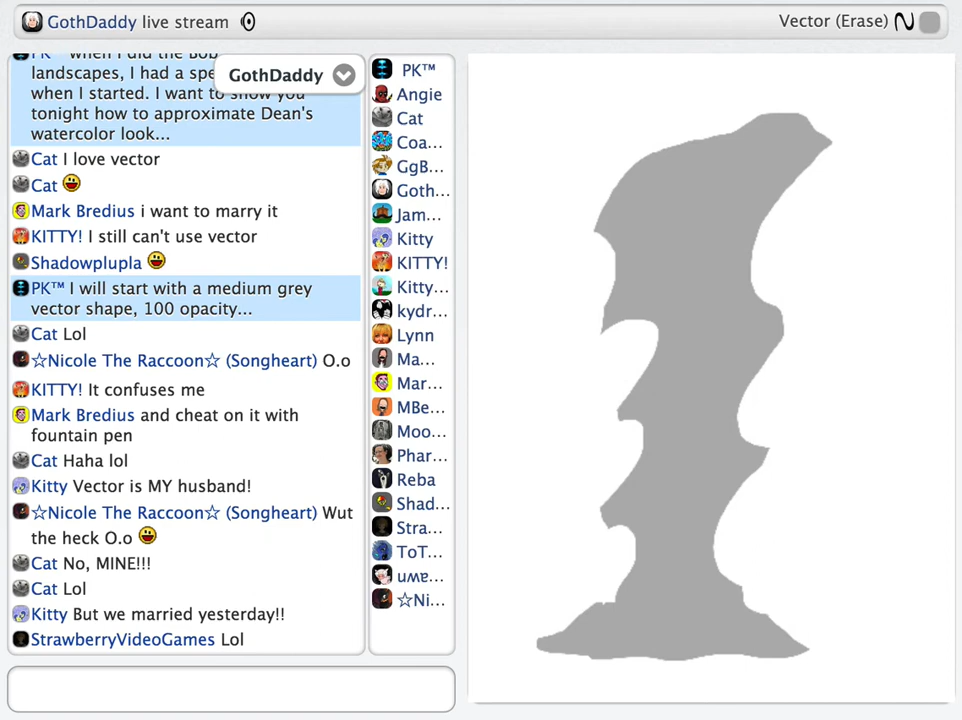 GothDaddy live stream
Vector (Erase)
GothDaddy
PK™ when I did the Bob
landscapes, I had a spe
when I started. I want to show you
tonight how to approximate Dean's
watercolor look...
Cat I love vector
Cat
Mark Bredius i want to marry it
KITTY! I still can't use vector
Shadowplupla
PK™ I will start with a medium grey
vector shape, 100 opacity...
Cat Lol
☆Nicole The Raccoon☆ (Songheart) O.o
KITTY! It confuses me
Mark Bredius and cheat on it with
fountain pen
Cat Haha lol
Kitty Vector is MY husband!
☆Nicole The Raccoon☆ (Songheart) Wut
the heck O.o
Cat No, MINE!!!
Cat Lol
Kitty But we married yesterday!!
StrawberryVideoGames Lol
PK™
Angie
Cat
Coa...
GgB...
Goth...
Jam...
Kitty
KITTY!
Kitty...
kydr...
Lynn
Ma...
Mar...
MBe...
Moo...
Phar...
Reba
Shad...
Stra...
ToT...
uʍɐ...
☆Ni...